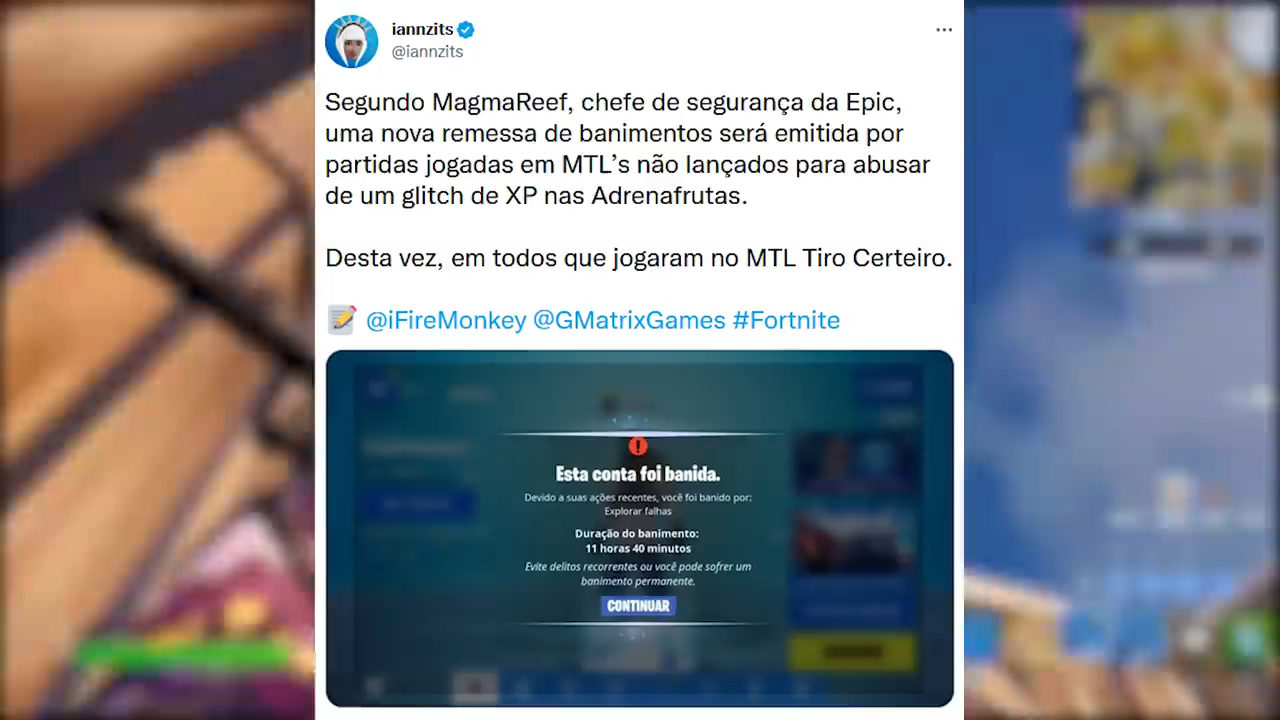 iannzits
@iannzits
Segundo MagmaReef, chefe de segurança da Epic,
uma nova remessa de banimentos será emitida por
partidas jogadas em MTL’s não lançados para abusar
de um glitch de XP nas Adrenafrutas.
Desta vez, em todos que jogaram no MTL Tiro Certeiro.
@iFireMonkey @GMatrixGames #Fortnite
Esta conta foi banida.
Devido a suas ações recentes, você foi banido por:
Explorar falhas
Duração do banimento:
11 horas 40 minutos
Evite delitos recorrentes ou você pode sofrer um
banimento permanente.
CONTINUAR